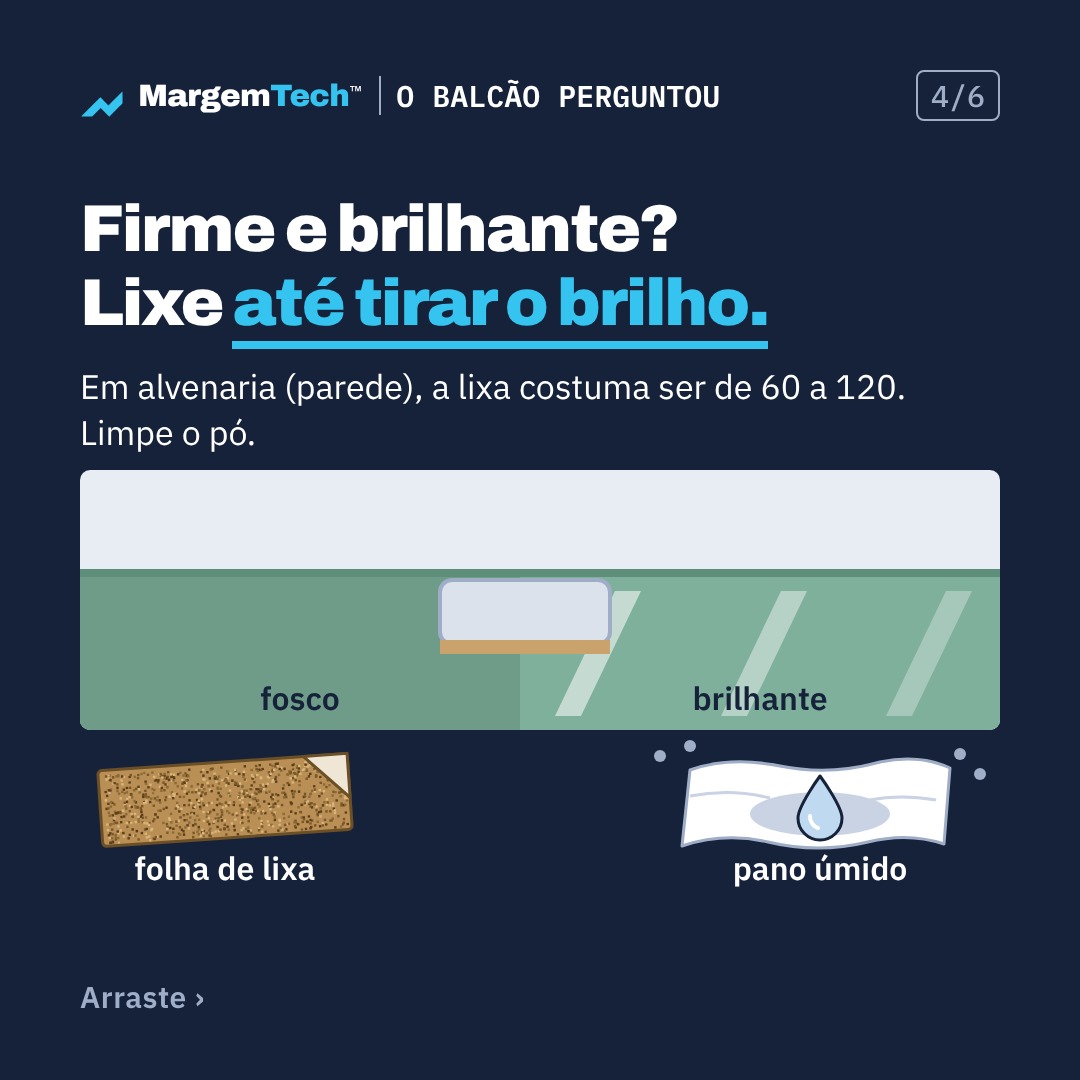 MargemTech™ O BALCÃO PERGUNTOU 4/6
Firme e brilhante?
Lixe até tirar o brilho.
Em alvenaria (parede), a lixa costuma ser de 60 a 120.
Limpe o pó.
fosco brilhante
folha de lixa pano úmido
Arraste ›